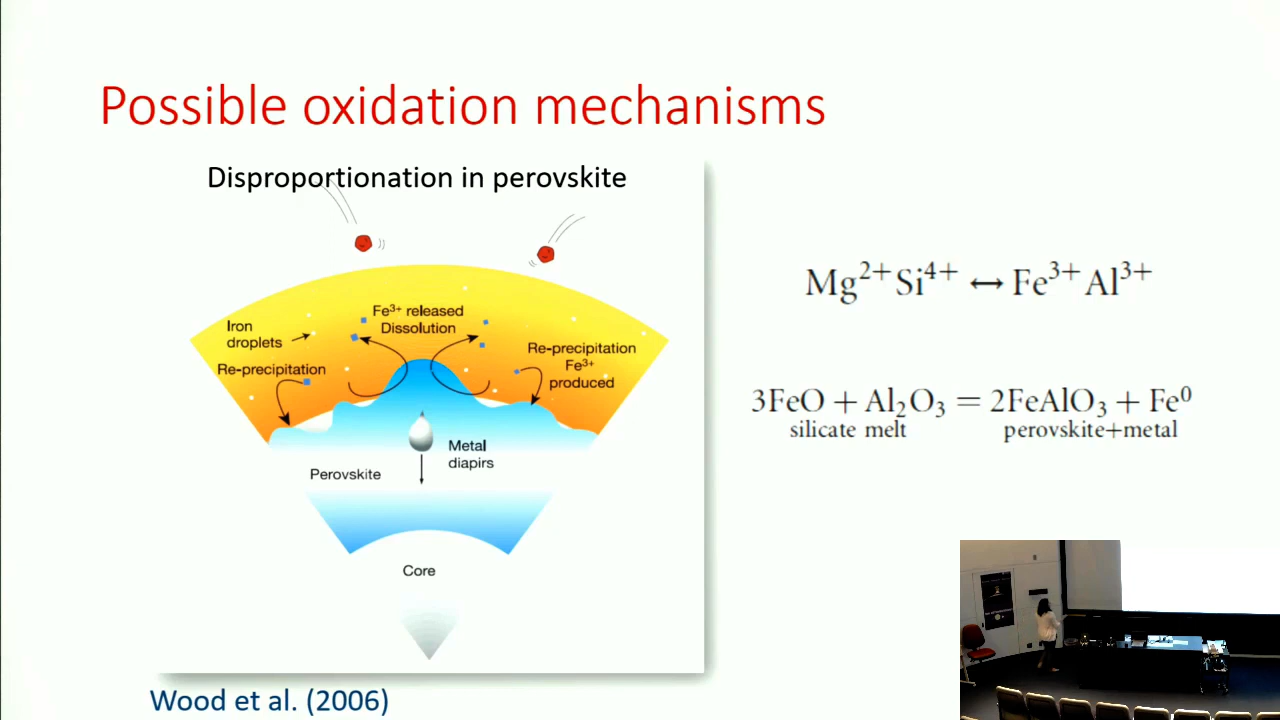 Possible oxidation mechanisms
Disproportionation in perovskite
Fe³⁺ released
Dissolution
Iron
droplets
Re-precipitation
Re-precipitation
Fe³⁺
produced
Metal
diapirs
Perovskite
Core
Mg²⁺Si⁴⁺ ↔ Fe³⁺Al³⁺
3FeO + Al₂O₃ = 2FeAlO₃ + Fe⁰
silicate melt perovskite+metal
Wood et al. (2006)